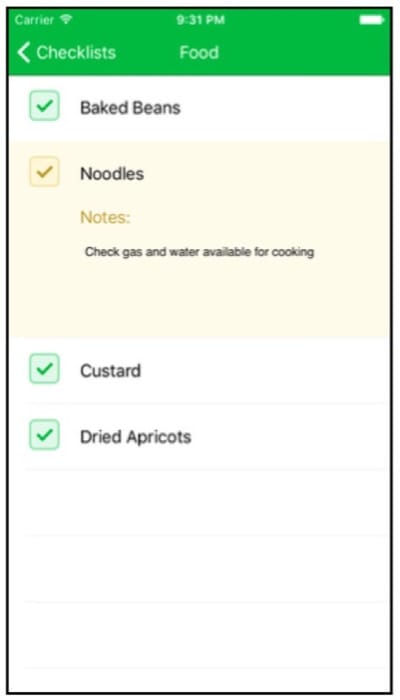 Carrier 9:31 PM
Checklists Food
Baked Beans
Noodles
Notes:
Check gas and water available for cooking
Custard
Dried Apricots